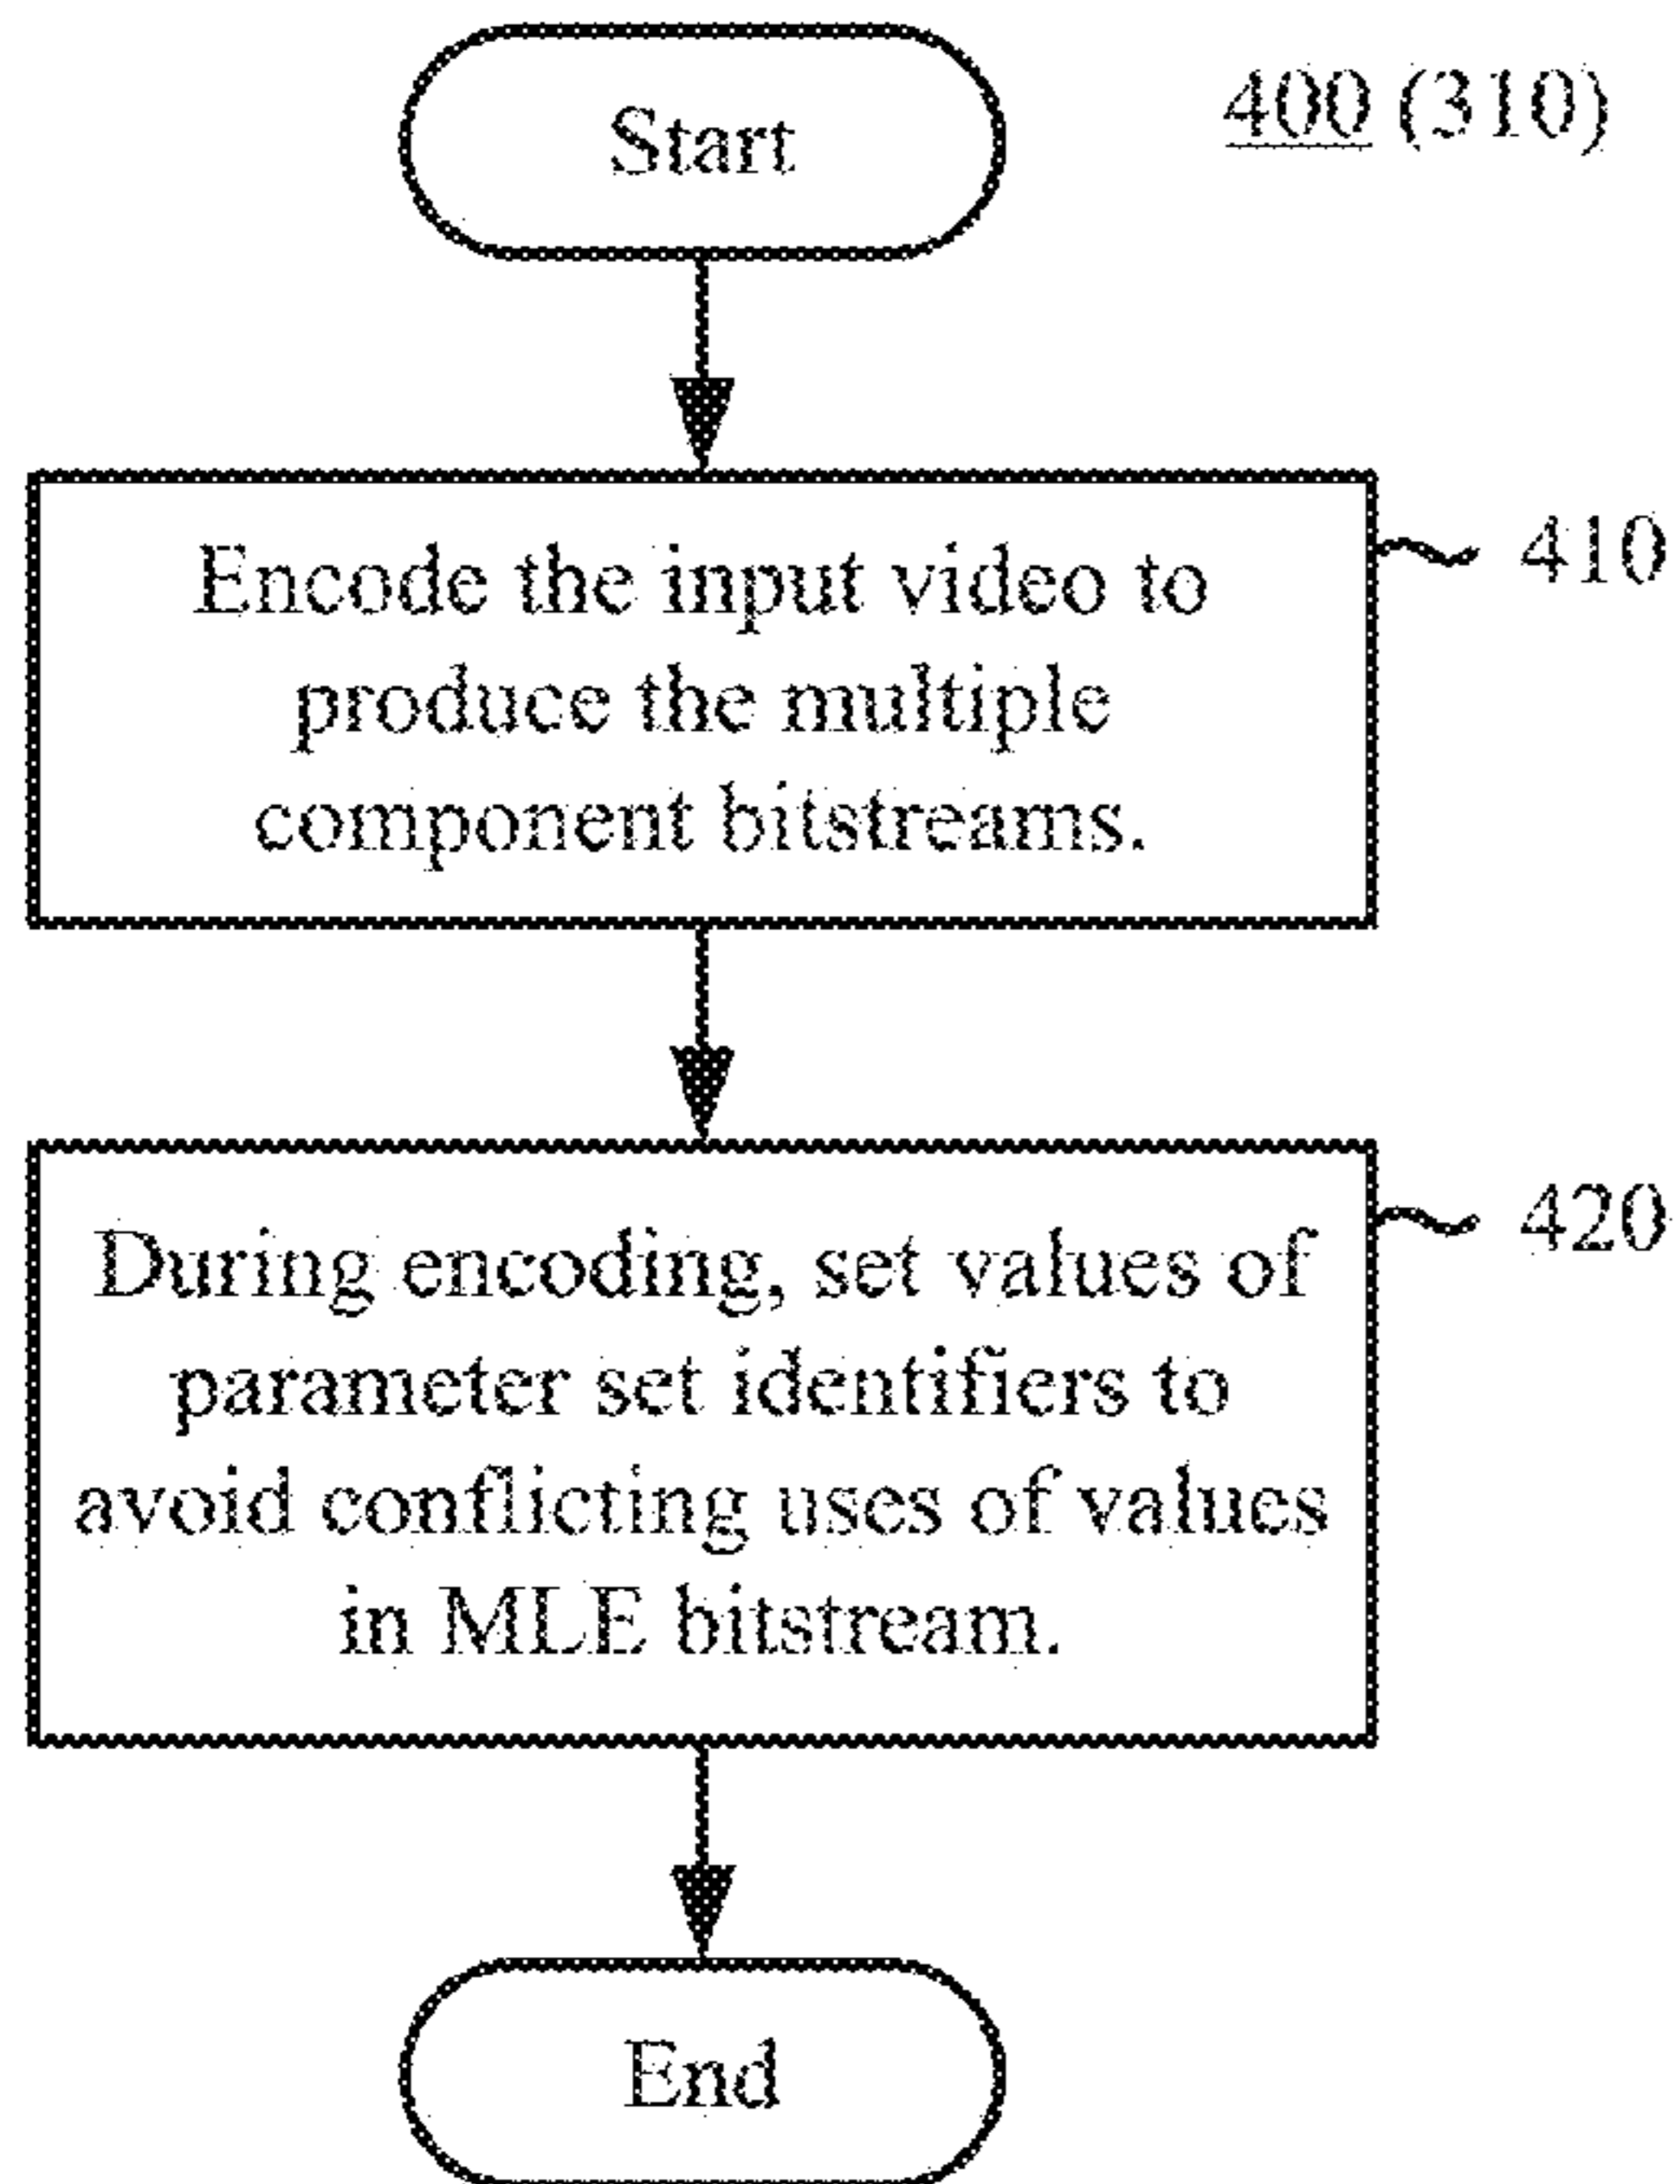 Start
400 (310)
Encode the input video to
produce the multiple
component bitstreams.
410
During encoding, set values of
parameter set identifiers to
avoid conflicting uses of values
in MLE bitstream.
420
End